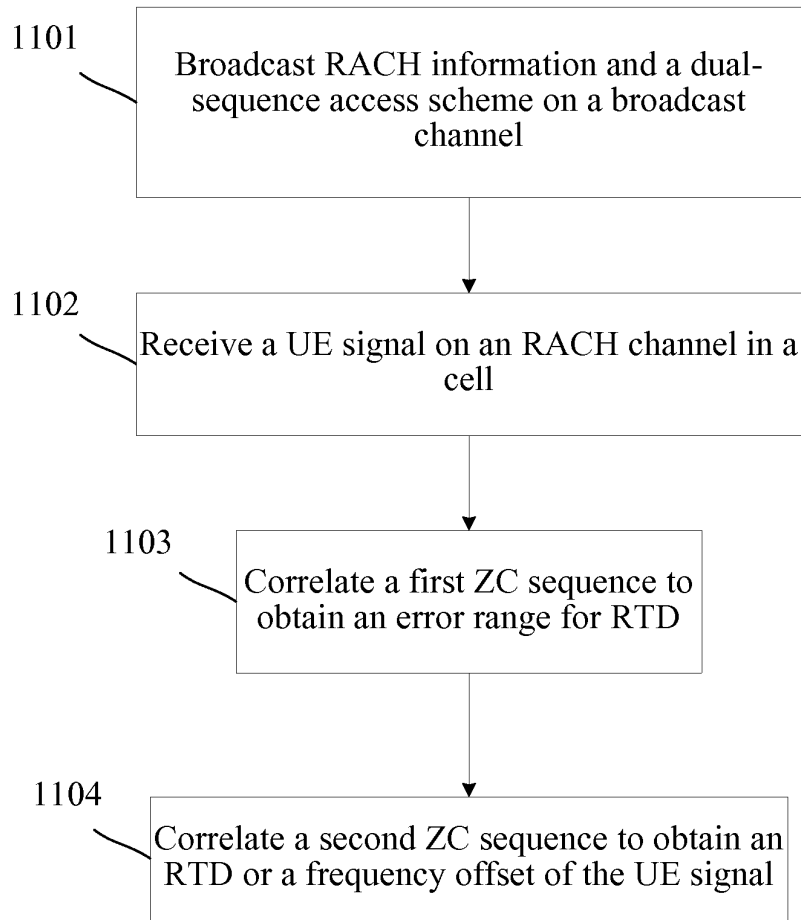 1101
Broadcast RACH information and a dual-
sequence access scheme on a broadcast
channel
1102
Receive a UE signal on an RACH channel in a
cell
1103
Correlate a first ZC sequence to
obtain an error range for RTD
1104
Correlate a second ZC sequence to obtain an
RTD or a frequency offset of the UE signal